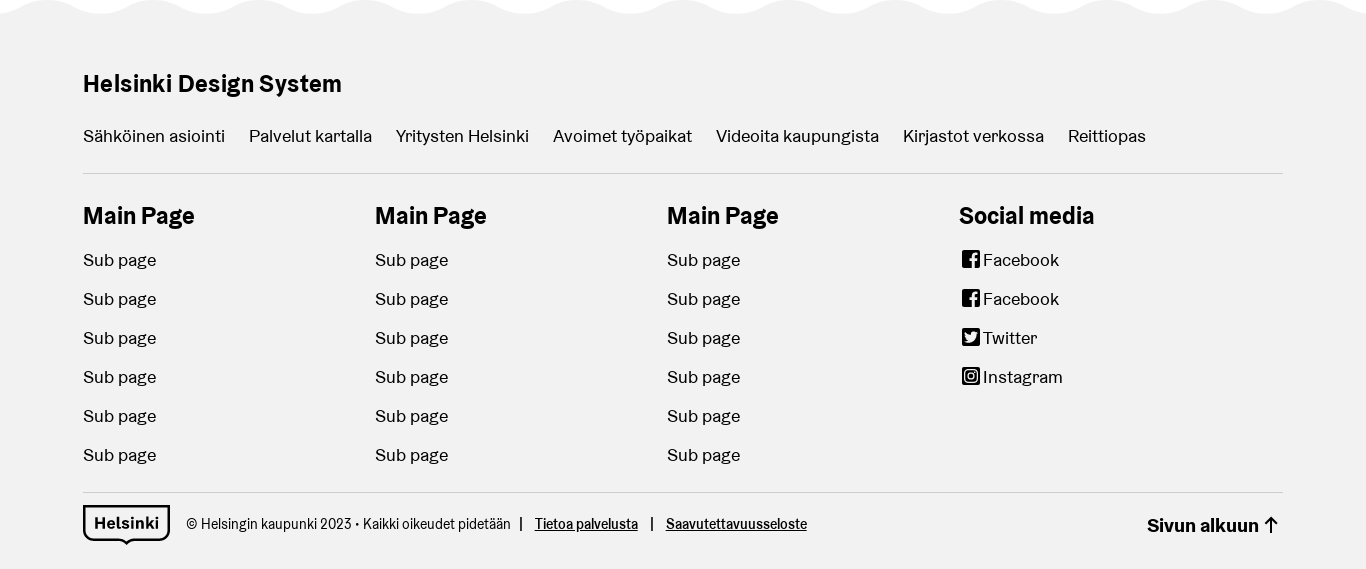 Helsinki Design System
Sähköinen asiointi Palvelut kartalla Yritysten Helsinki Avoimet työpaikat Videoita kaupungista Kirjastot verkossa Reittiopas
Main Page
Sub page
Sub page
Sub page
Sub page
Sub page
Sub page
Main Page
Sub page
Sub page
Sub page
Sub page
Sub page
Sub page
Main Page
Sub page
Sub page
Sub page
Sub page
Sub page
Sub page
Social media
Facebook
Facebook
Twitter
Instagram
Helsinki © Helsingin kaupunki 2023 • Kaikki oikeudet pidetään | Tietoa palvelusta | Saavutettavuusseloste Sivun alkuun ↑